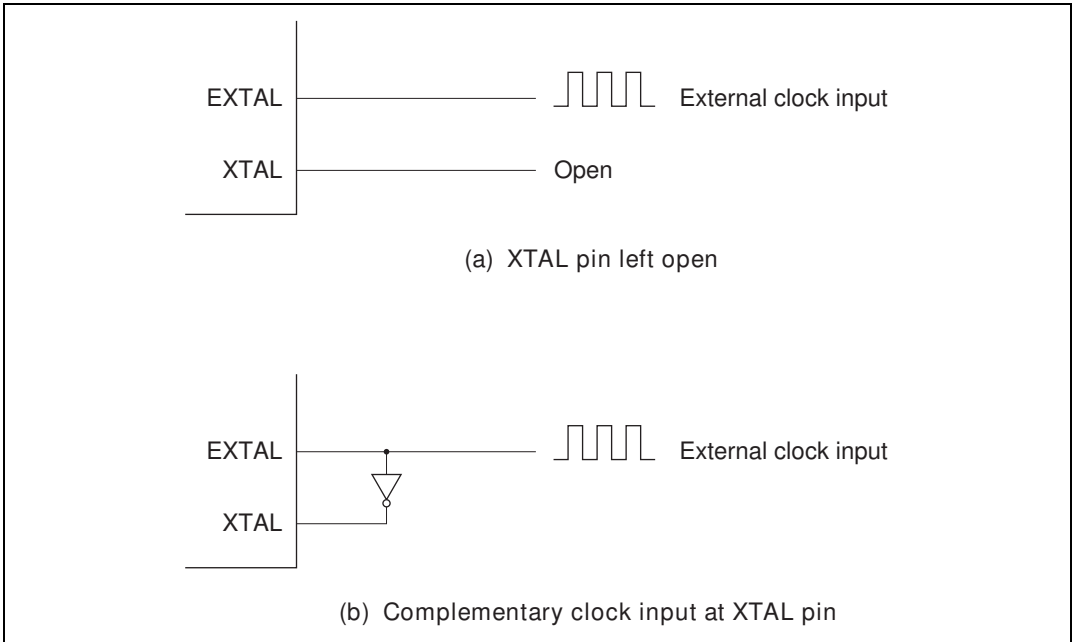 EXTAL External clock input
XTAL Open
(a) XTAL pin left open
EXTAL External clock input
XTAL
(b) Complementary clock input at XTAL pin